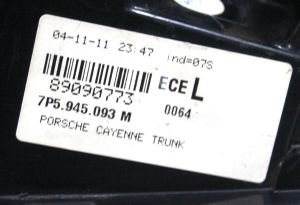 04-11-11 23:47 ind=07S
ECE L
89090773
0064
7P5.945.093 M
PORSCHE CAYENNE TRUNK